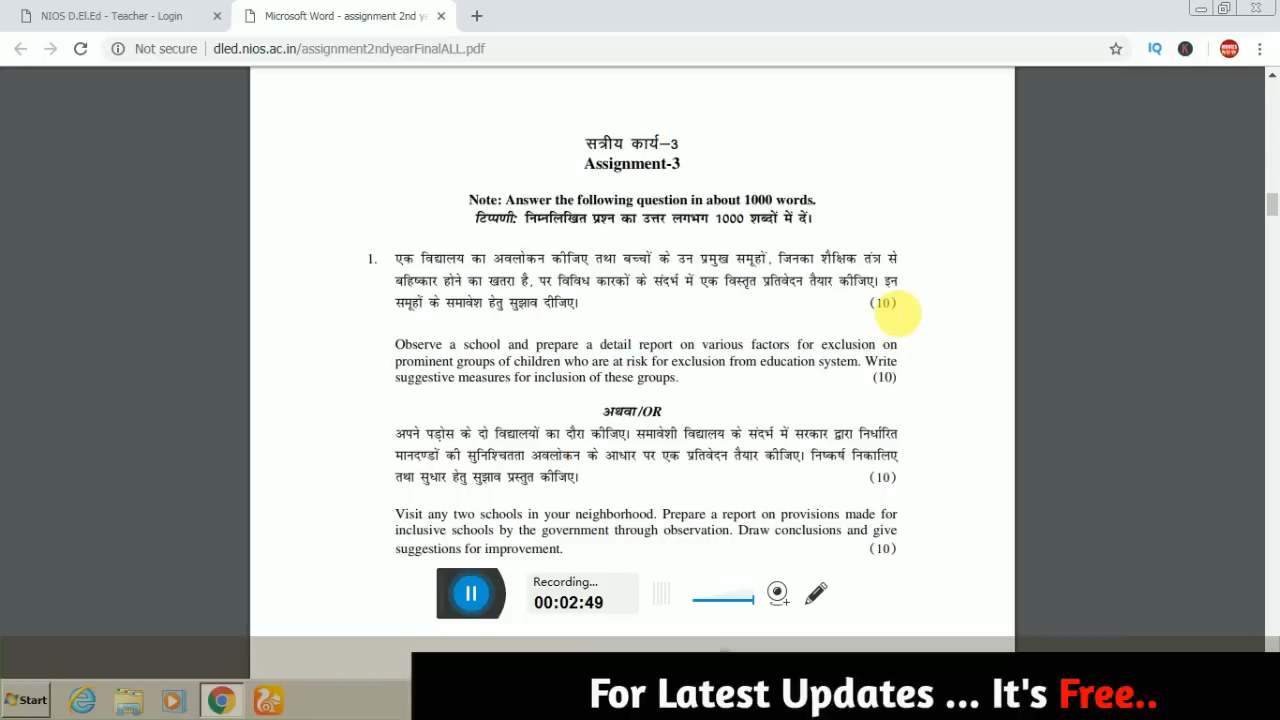 NIOS D.El.Ed - Teacher - Login
Microsoft Word - assignment 2nd ye
Not secure
dled.nios.ac.in/assignment2ndyearFinalALL.pdf
IQ
K
सत्रीय कार्य–3
Assignment-3
Note: Answer the following question in about 1000 words.
टिप्पणी: निम्नलिखित प्रश्न का उत्तर लगभग 1000 शब्दों में दें।
1. एक विद्यालय का अवलोकन कीजिए तथा बच्चों के उन प्रमुख समूहों, जिनका शैक्षिक तंत्र से
बहिष्कार होने का खतरा है, पर विविध कारकों के संदर्भ में एक विस्तृत प्रतिवेदन तैयार कीजिए। इन
समूहों के समावेश हेतु सुझाव दीजिए। (10)
Observe a school and prepare a detail report on various factors for exclusion on
prominent groups of children who are at risk for exclusion from education system. Write
suggestive measures for inclusion of these groups. (10)
अथवा/OR
अपने पड़ोस के दो विद्यालयों का दौरा कीजिए। समावेशी विद्यालय के संदर्भ में सरकार द्वारा निर्धारित
मानदण्डों की सुनिश्चितता अवलोकन के आधार पर एक प्रतिवेदन तैयार कीजिए। निष्कर्ष निकालिए
तथा सुधार हेतु सुझाव प्रस्तुत कीजिए। (10)
Visit any two schools in your neighborhood. Prepare a report on provisions made for
inclusive schools by the government through observation. Draw conclusions and give
suggestions for improvement. (10)
Recording...
00:02:49
Start
For Latest Updates ... It's Free..